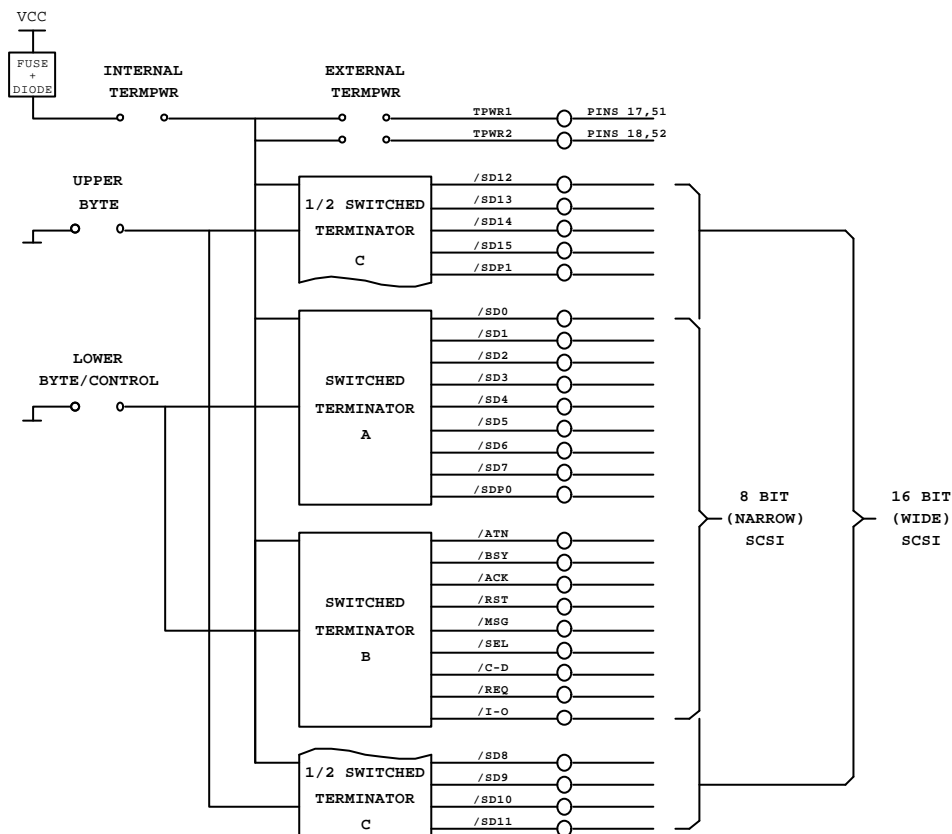 VCC
FUSE
+
DIODE
INTERNAL
TERMPWR
EXTERNAL
TERMPWR
TPWR1
PINS 17,51
TPWR2
PINS 18,52
UPPER
BYTE
1/2 SWITCHED
TERMINATOR
C
/SD12
/SD13
/SD14
/SD15
/SDP1
LOWER
BYTE/CONTROL
SWITCHED
TERMINATOR
A
/SD0
/SD1
/SD2
/SD3
/SD4
/SD5
/SD6
/SD7
/SDP0
8 BIT
(NARROW)
SCSI
16 BIT
(WIDE)
SCSI
SWITCHED
TERMINATOR
B
/ATN
/BSY
/ACK
/RST
/MSG
/SEL
/C-D
/REQ
/I-O
1/2 SWITCHED
TERMINATOR
C
/SD8
/SD9
/SD10
/SD11